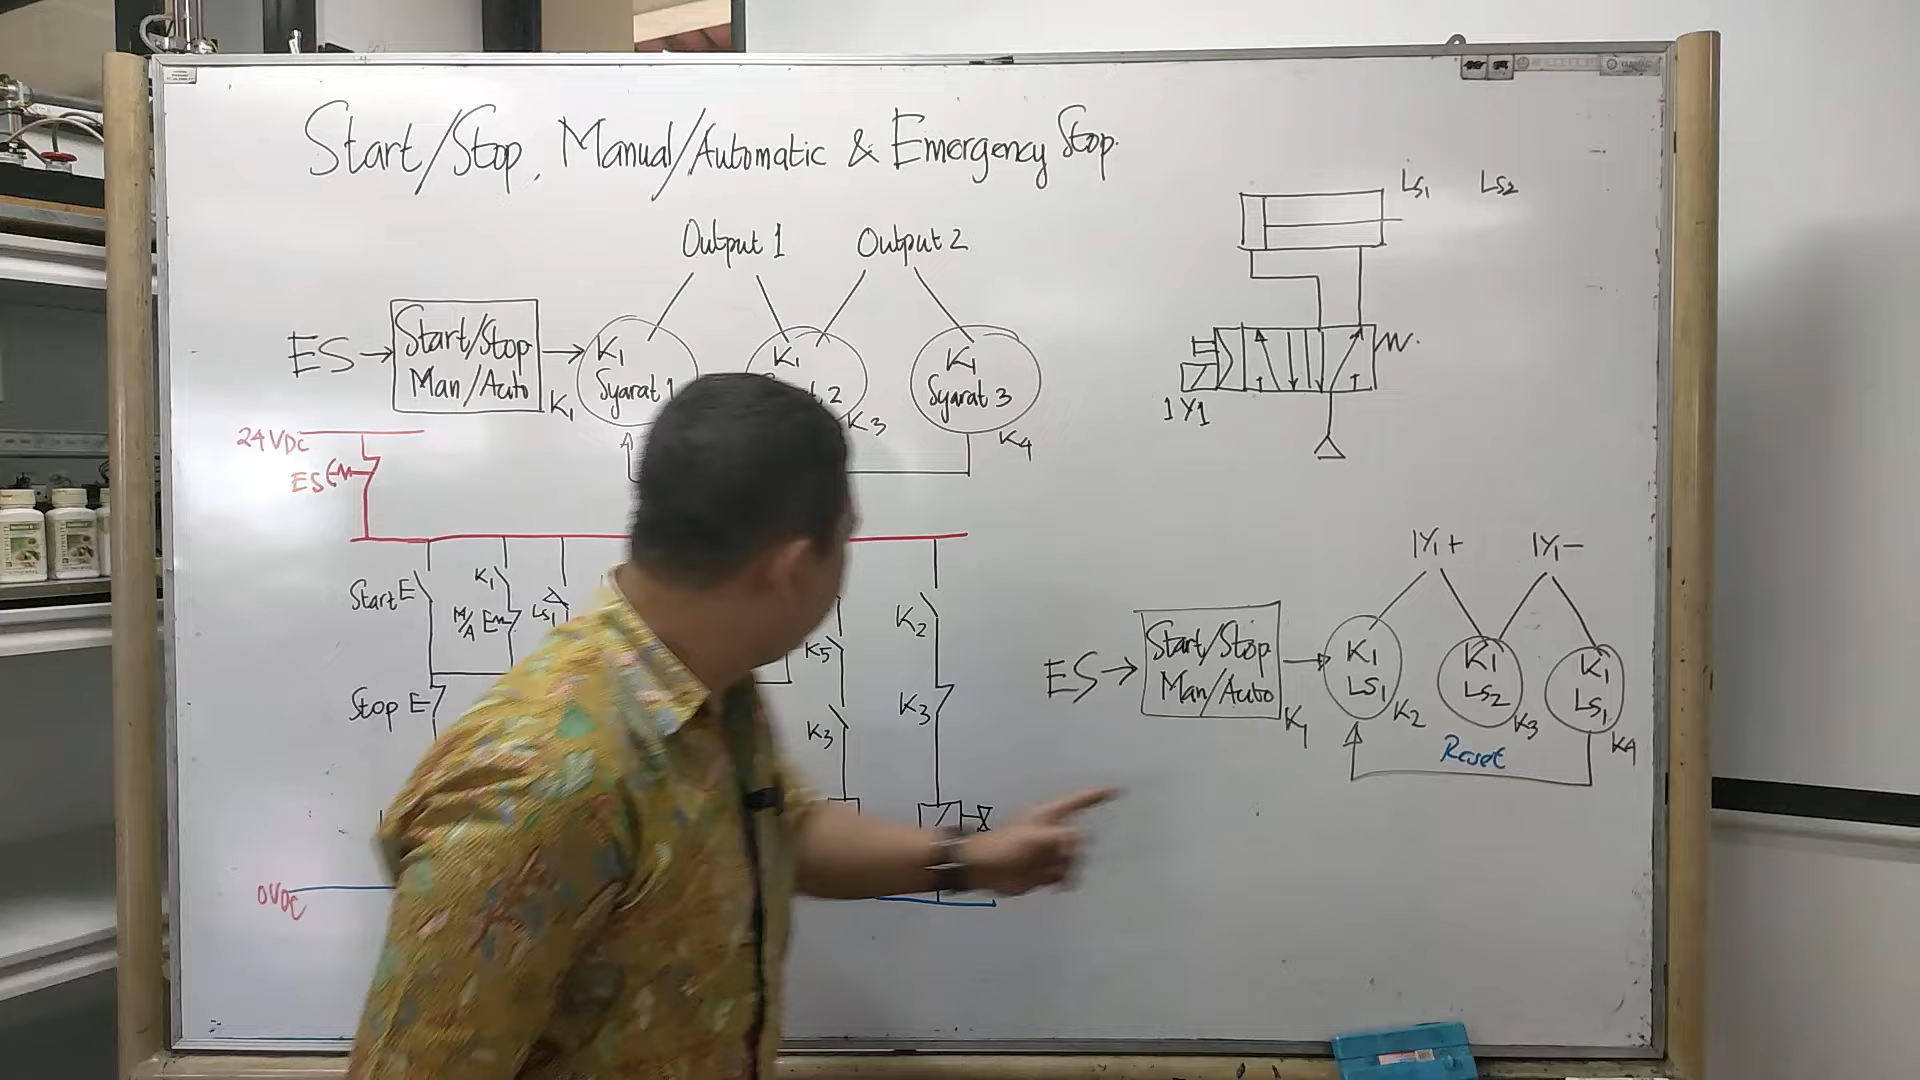 Start/Stop, Manual/Automatic & Emergency Stop.
LS1 LS2
Output 1 Output 2
ES
Start/Stop
Man/Auto
K1
K1
Syarat 1
K1
2
K3
K1
Syarat 3
K4
1Y1
24VDC
ES
Start E
K1
M/A E
LS1
Stop E
K5
K3
K2
K3
0VDC
1Y1+ 1Y1-
ES
Start/Stop
Man/Auto
K1
K1
LS1
K2
K1
LS2
K3
K1
LS1
K4
Reset